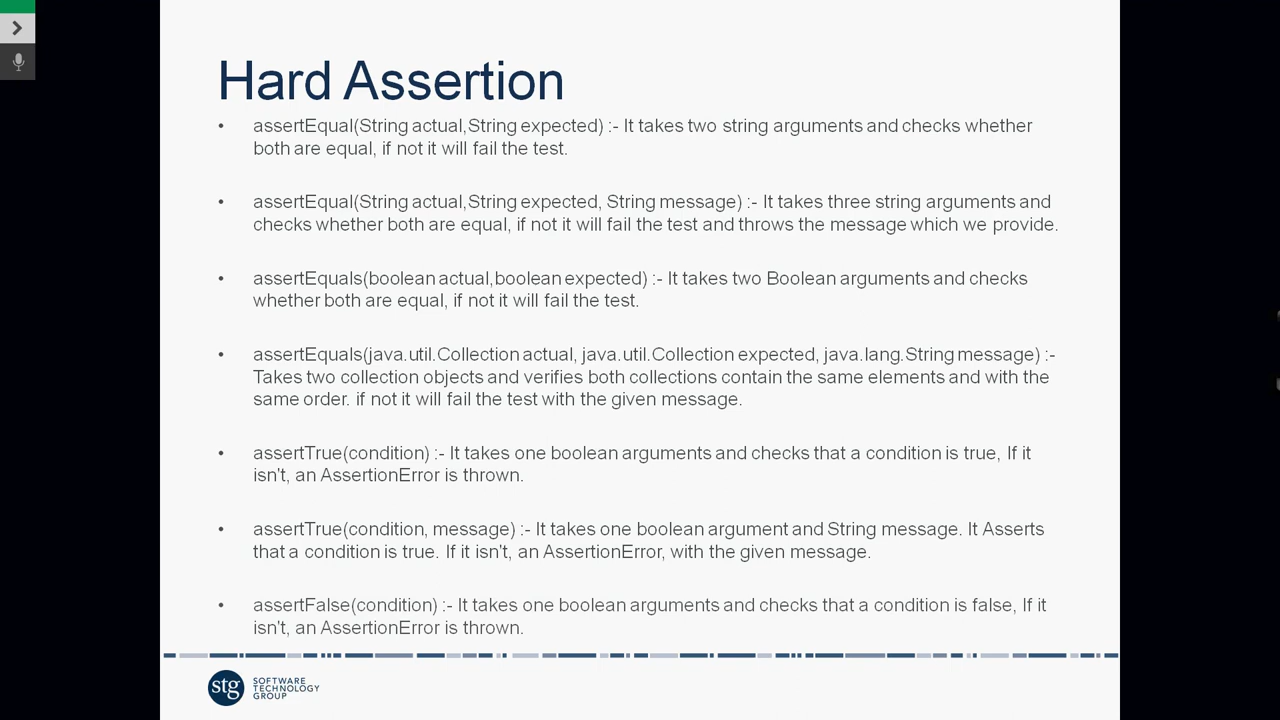 Hard Assertion
• assertEqual(String actual,String expected) :- It takes two string arguments and checks whether
both are equal, if not it will fail the test.
• assertEqual(String actual,String expected, String message) :- It takes three string arguments and
checks whether both are equal, if not it will fail the test and throws the message which we provide.
• assertEquals(boolean actual,boolean expected) :- It takes two Boolean arguments and checks
whether both are equal, if not it will fail the test.
• assertEquals(java.util.Collection actual, java.util.Collection expected, java.lang.String message) :-
Takes two collection objects and verifies both collections contain the same elements and with the
same order. if not it will fail the test with the given message.
• assertTrue(condition) :- It takes one boolean arguments and checks that a condition is true, If it
isn't, an AssertionError is thrown.
• assertTrue(condition, message) :- It takes one boolean argument and String message. It Asserts
that a condition is true. If it isn't, an AssertionError, with the given message.
• assertFalse(condition) :- It takes one boolean arguments and checks that a condition is false, If it
isn't, an AssertionError is thrown.
stg
SOFTWARE
TECHNOLOGY
GROUP